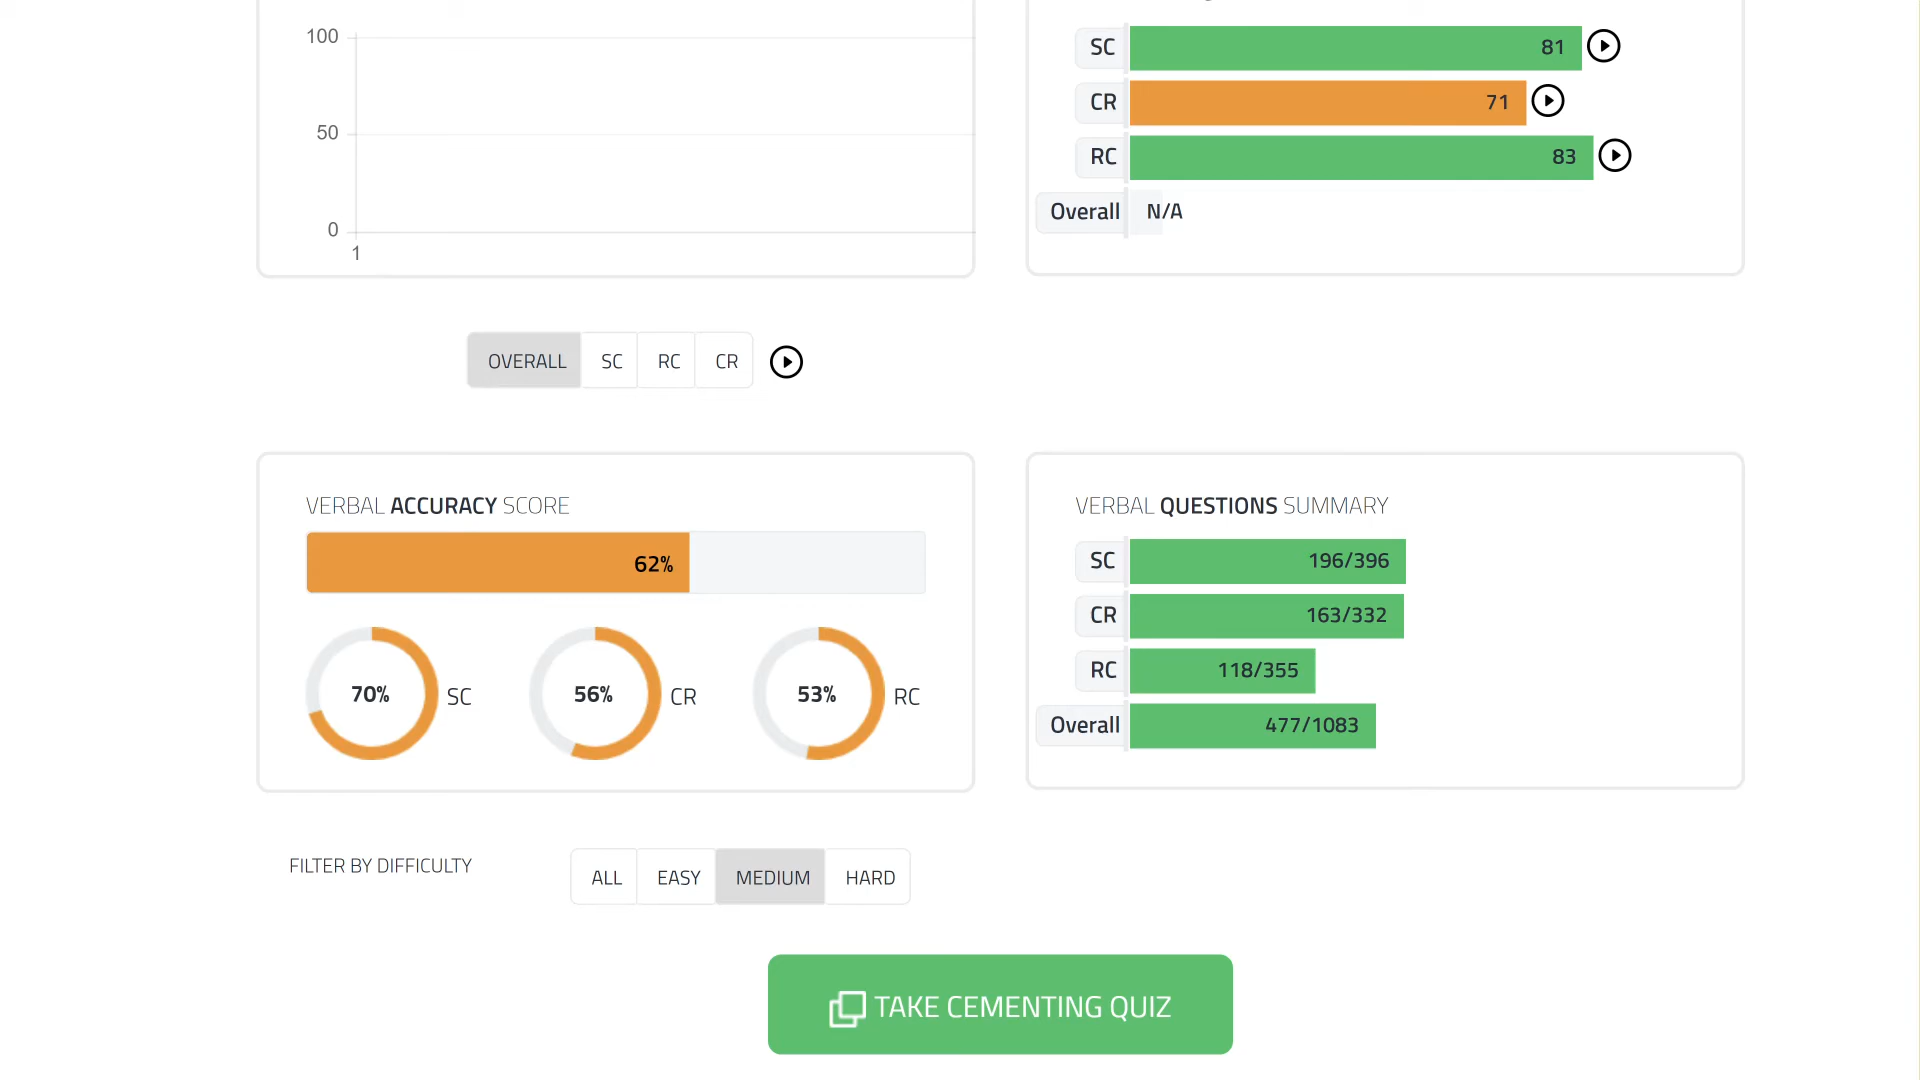 100
50
0
1
SC 81
CR 71
RC 83
Overall N/A
OVERALL SC RC CR
VERBAL ACCURACY SCORE
62%
70% SC 56% CR 53% RC
VERBAL QUESTIONS SUMMARY
SC 196/396
CR 163/332
RC 118/355
Overall 477/1083
FILTER BY DIFFICULTY
ALL EASY MEDIUM HARD
TAKE CEMENTING QUIZ